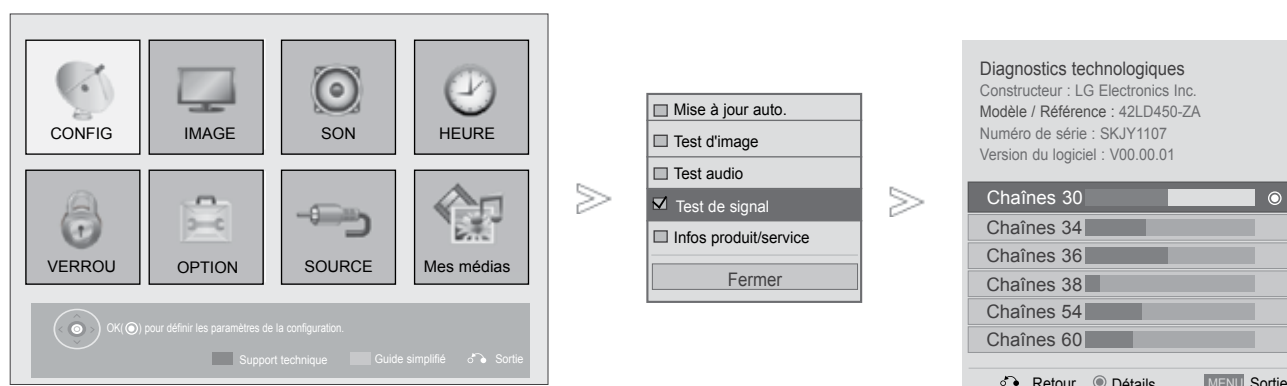 CONFIG
IMAGE
SON
HEURE
VERROU
OPTION
SOURCE
Mes médias
OK( ) pour définir les paramètres de la configuration.
Support technique
Guide simplifié
Sortie
Mise à jour auto.
Test d'image
Test audio
Test de signal
Infos produit/service
Fermer
Diagnostics technologiques
Constructeur : LG Electronics Inc.
Modèle / Référence : 42LD450-ZA
Numéro de série : SKJY1107
Version du logiciel : V00.00.01
Chaînes 30
Chaînes 34
Chaînes 36
Chaînes 38
Chaînes 54
Chaînes 60
Retour
Détails
MENU Sortie